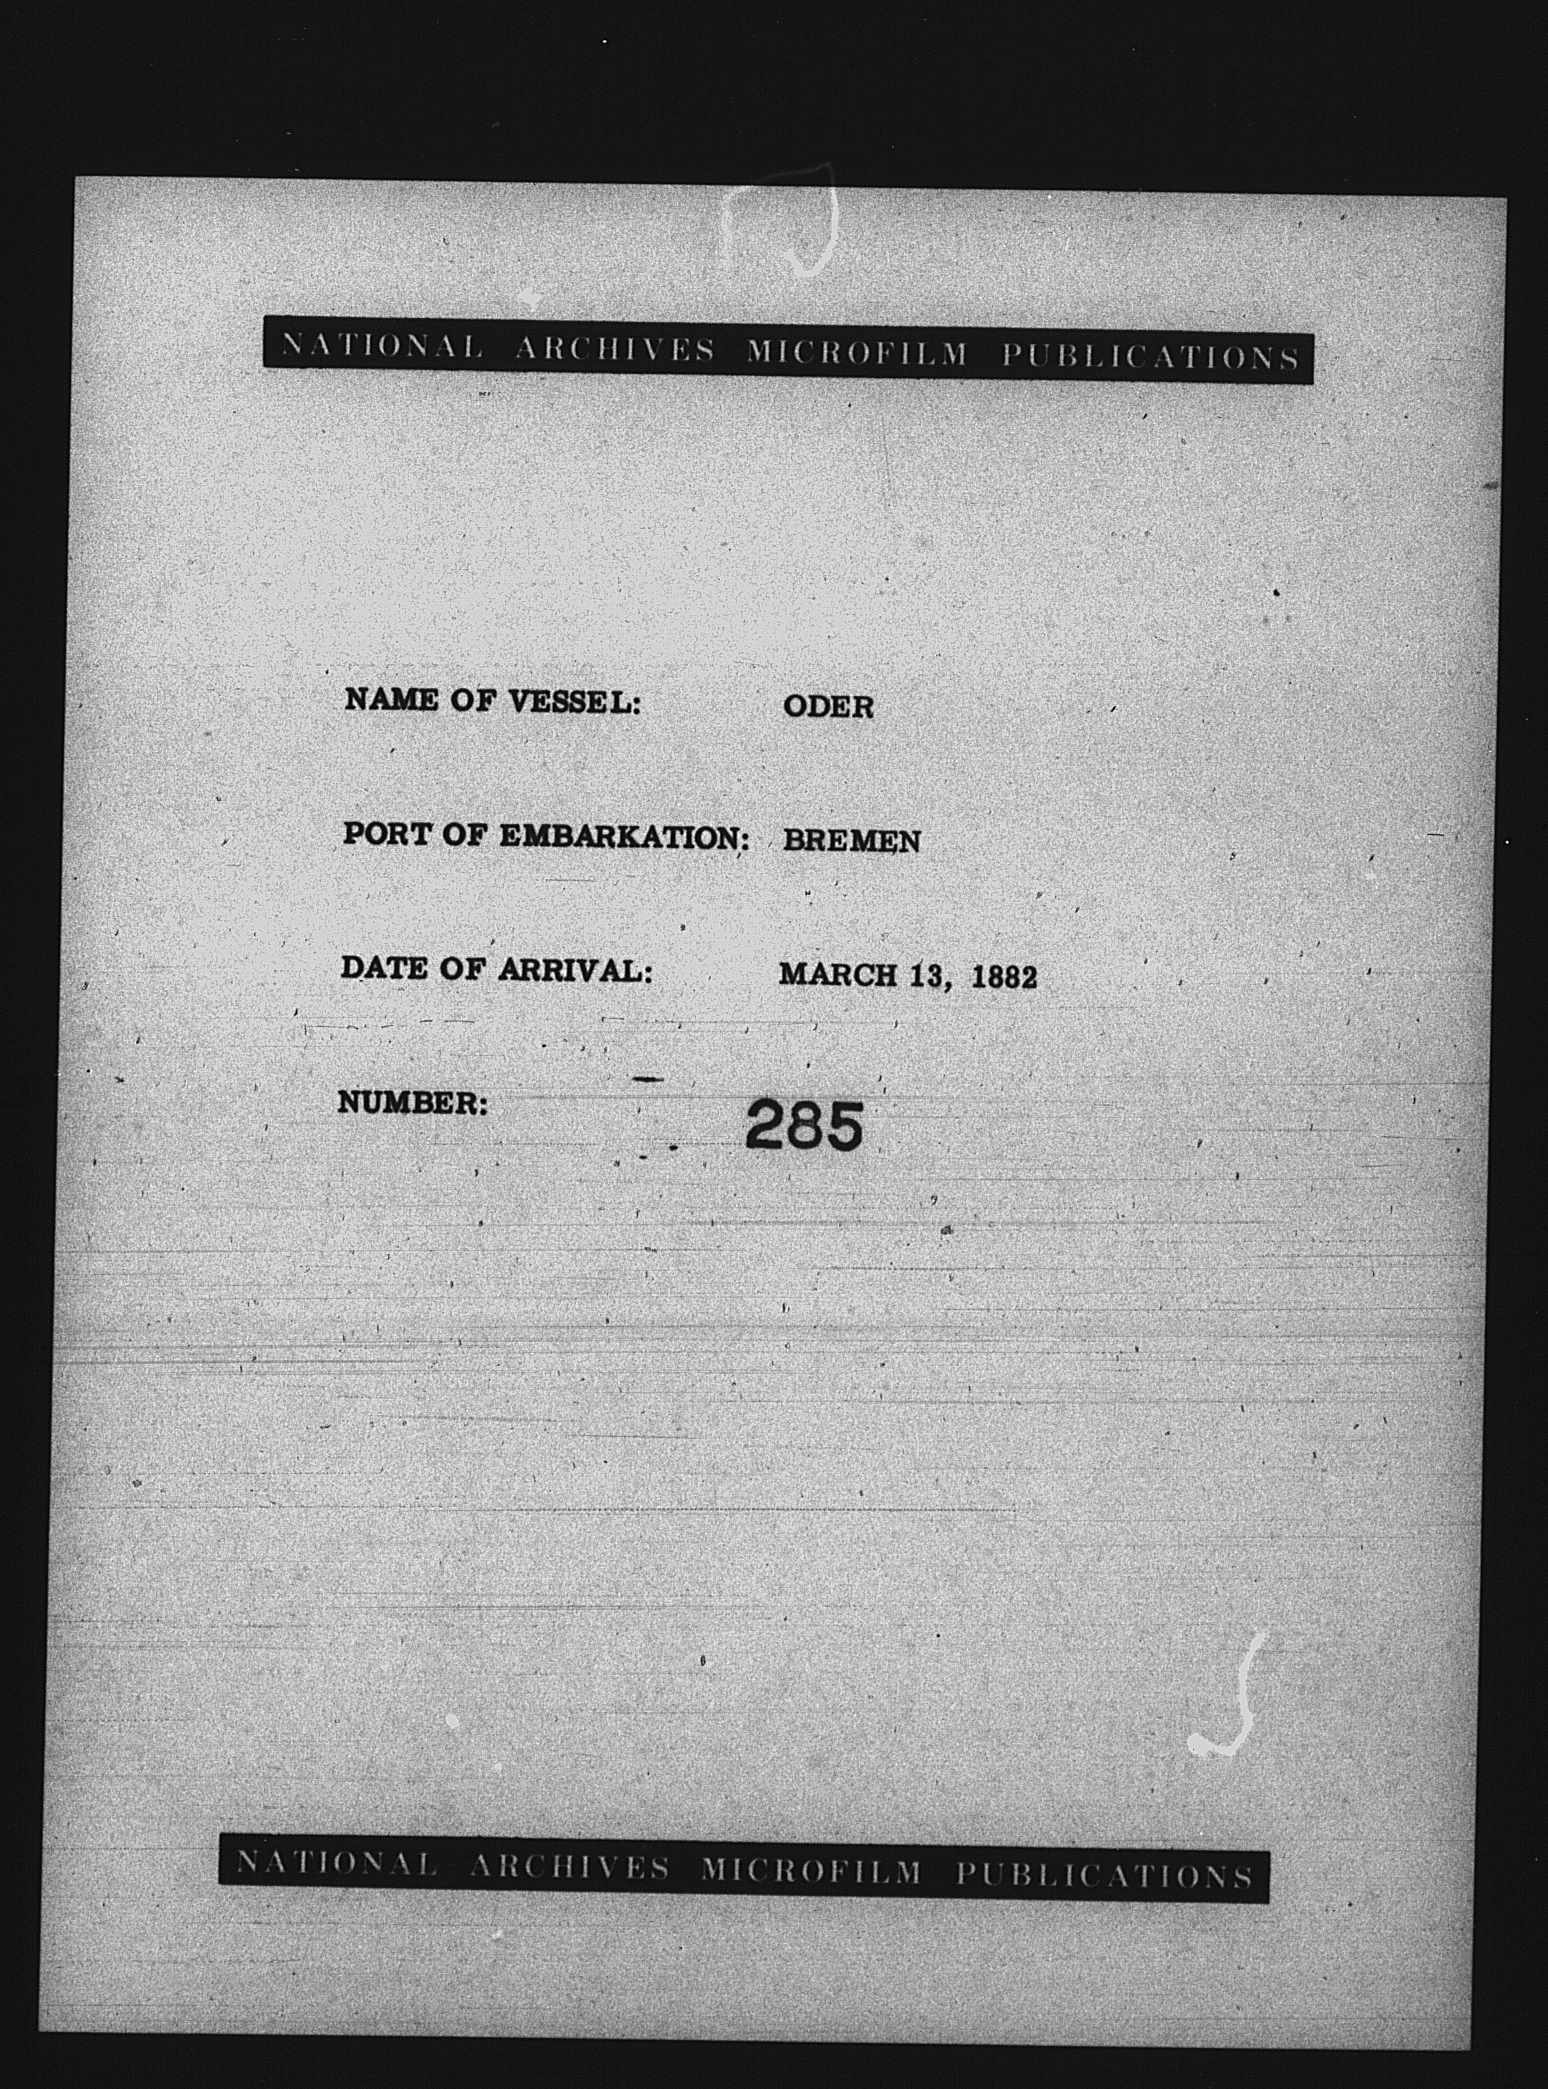 NATIONAL ARCHIVES MICROFILM PUBLICATIONS
NAME OF VESSEL: ODER
PORT OF EMBARKATION: BREMEN
DATE OF ARRIVAL: MARCH 13, 1882
NUMBER: 285
NATIONAL ARCHIVES MICROFILM PUBLICATIONS